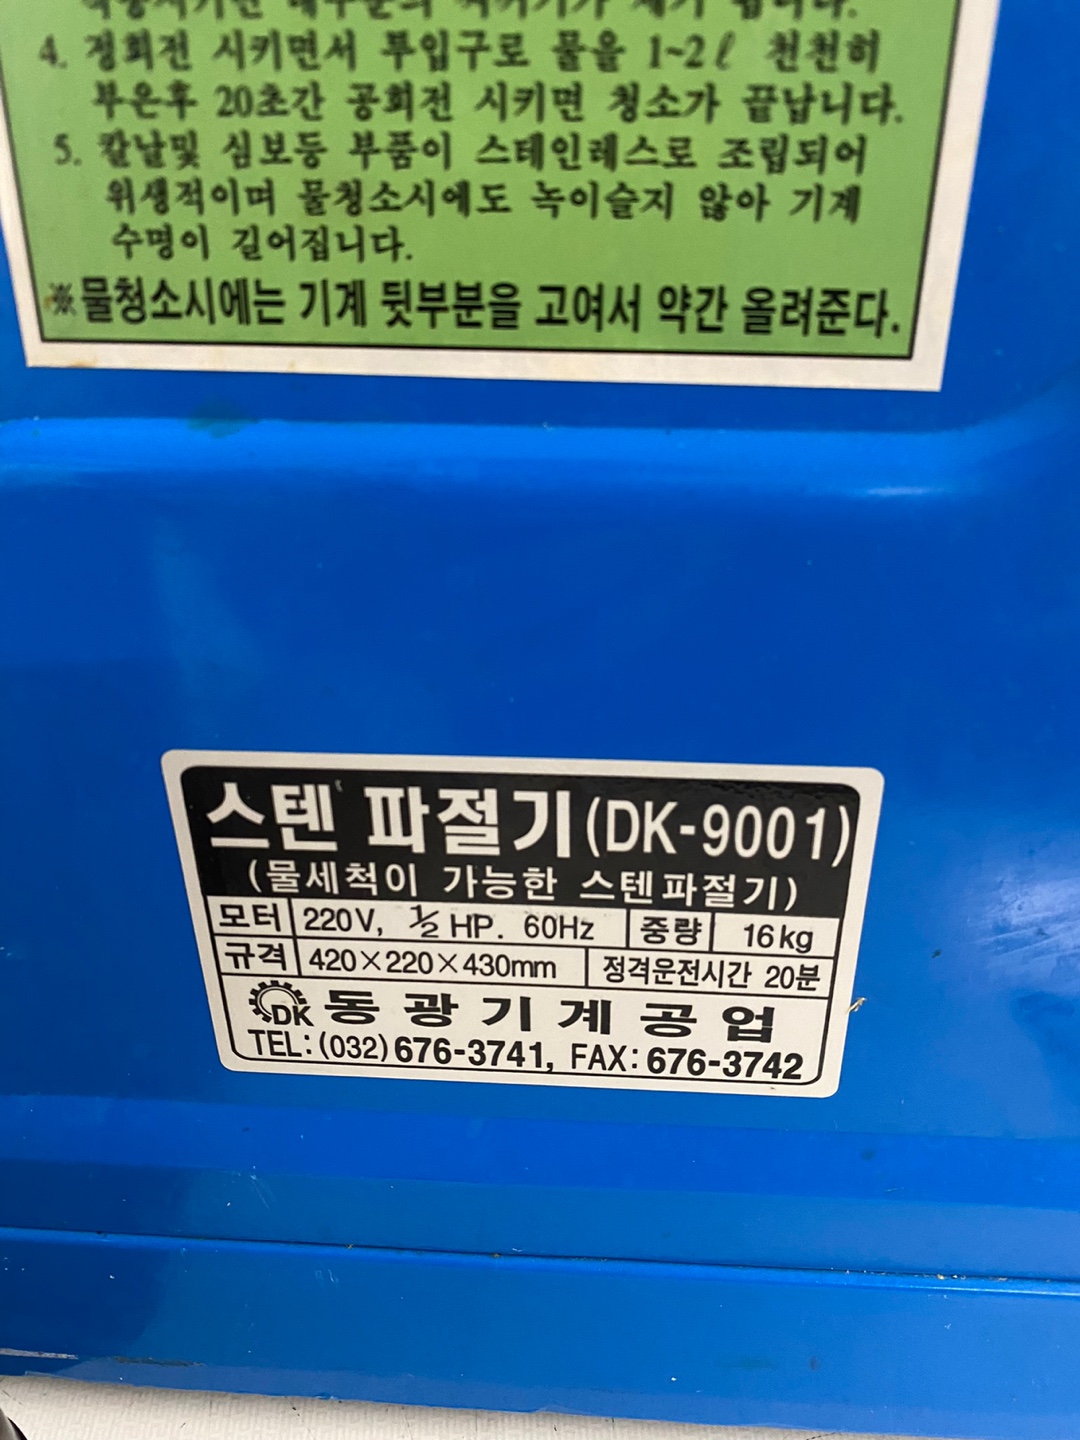 4. 정회전 시키면서 투입구로 물을 1~2ℓ 천천히
부은후 20초간 공회전 시키면 청소가 끝납니다.
5. 칼날및 심보등 부품이 스테인레스로 조립되어
위생적이며 물청소시에도 녹이슬지 않아 기계
수명이 길어집니다.
※물청소시에는 기계 뒷부분을 고여서 약간 올려준다.
스텐 파절기(DK-9001)
(물세척이 가능한 스텐파절기)
모터 220V, ½ HP. 60Hz 중량 16kg
규격 420×220×430mm 정격운전시간 20분
DK 동광기계공업
TEL:(032)676-3741, FAX:676-3742